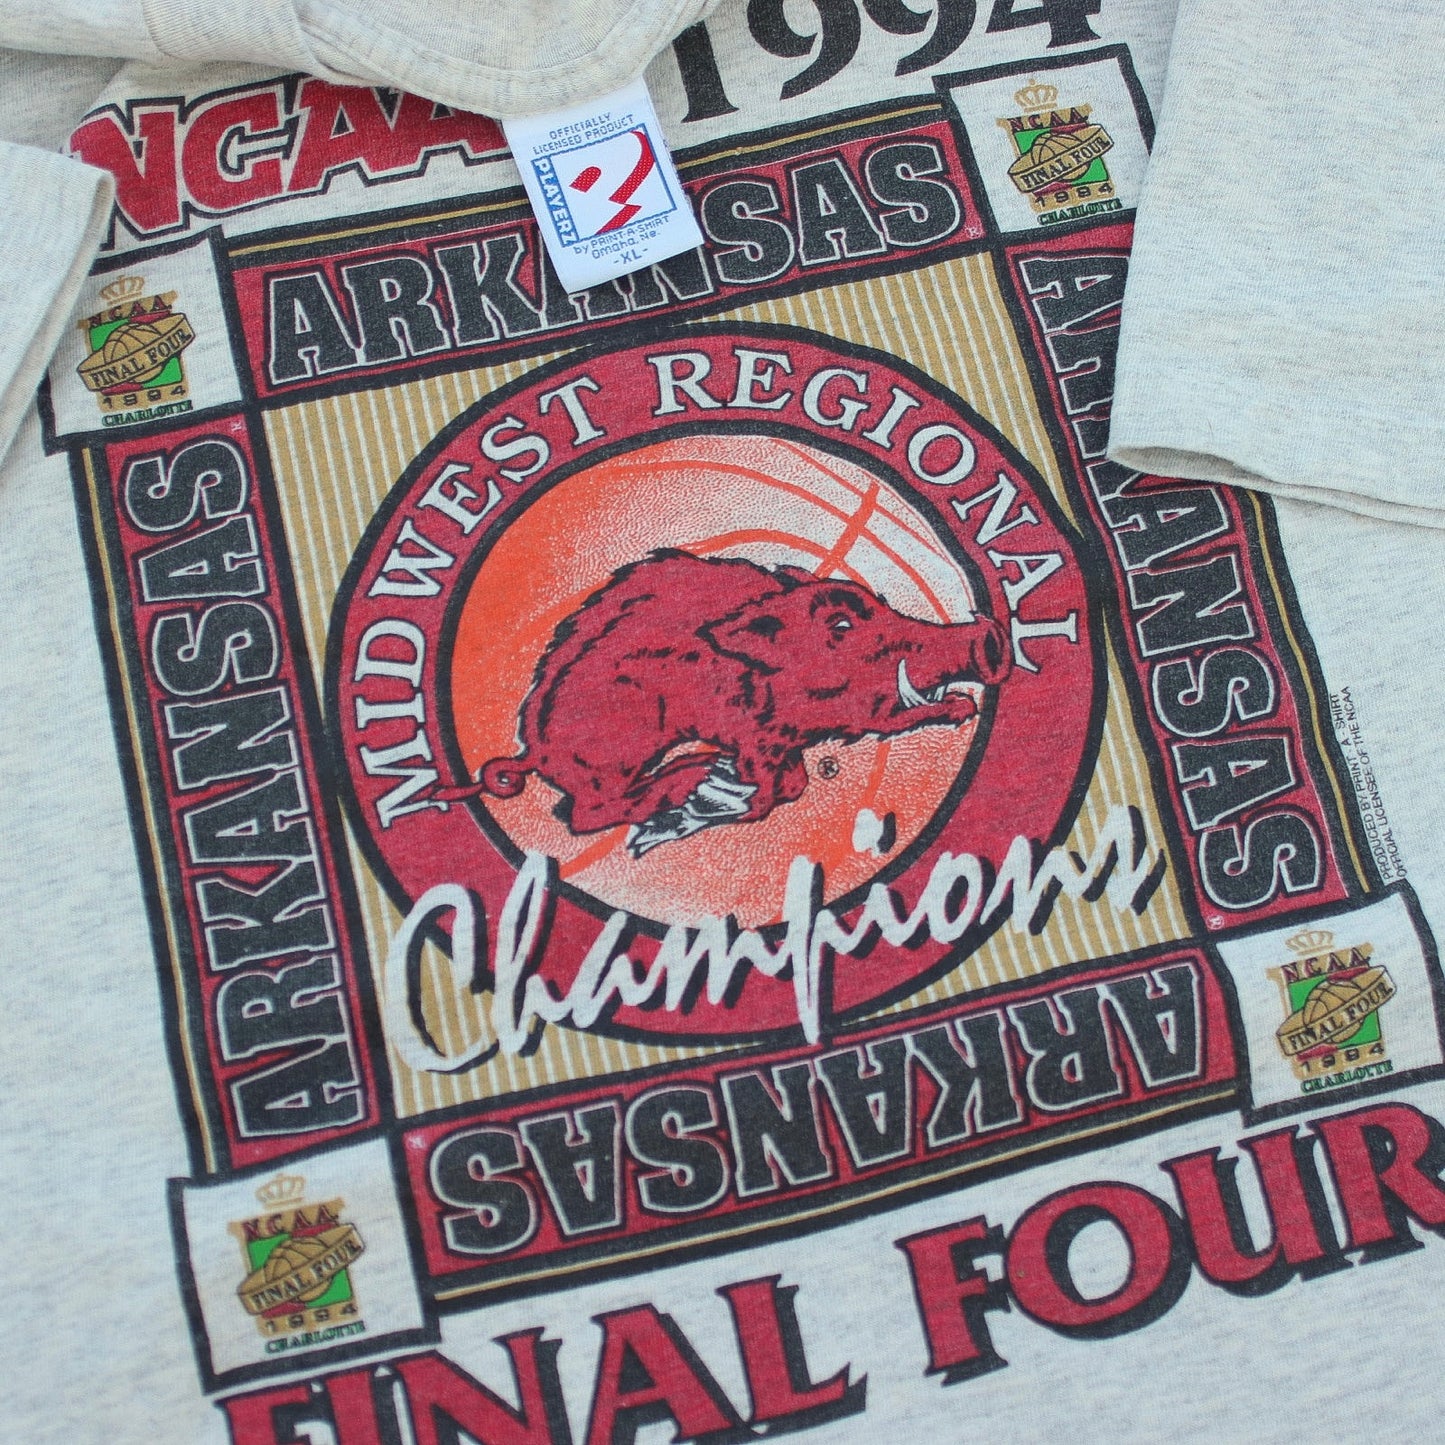 NCAA 1994
OFFICIALLY
LICENSED PRODUCT
PLAYERZ
by PRINT-A-SHIRT
Omaha, Ne.
-XL-
ARKANSAS
®
N.C.A.A.
FINAL FOUR
1994
CHARLOTTE
N.C.A.A.
FINAL FOUR
1994
CHARLOTTE
ARKANSAS
®
ARKANSAS
®
MIDWEST REGIONAL
®
Champions
PRODUCED BY PRINT - A - SHIRT
OFFICIAL LICENSEE OF THE NCAA
ARKANSAS
®
N.C.A.A.
FINAL FOUR
1994
CHARLOTTE
N.C.A.A.
FINAL FOUR
1994
CHARLOTTE
FINAL FOUR